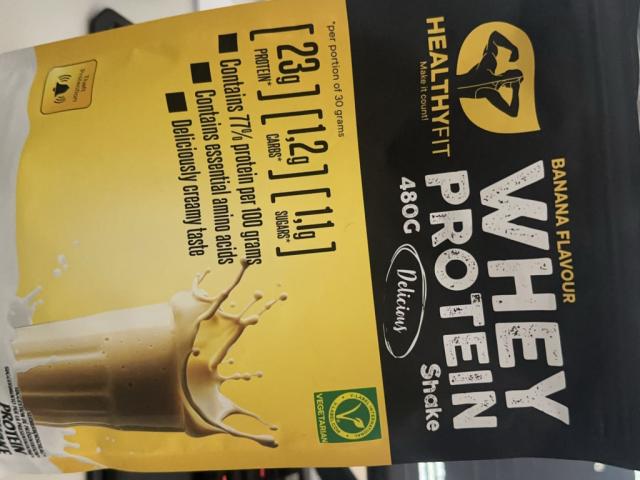 HEALTHYFIT
Make it count!
BANANA FLAVOUR
WHEY
PROTEIN
480G Delicious Shake
*per portion of 30 grams
[23g] [1,2g] [1,1g]
PROTEIN* CARBS* SUGARS*
Contains 77% protein per 100 grams
Contains essential amino acids
Deliciously creamy taste
VEGETARIAN
Theft
Protection
PROTEIN